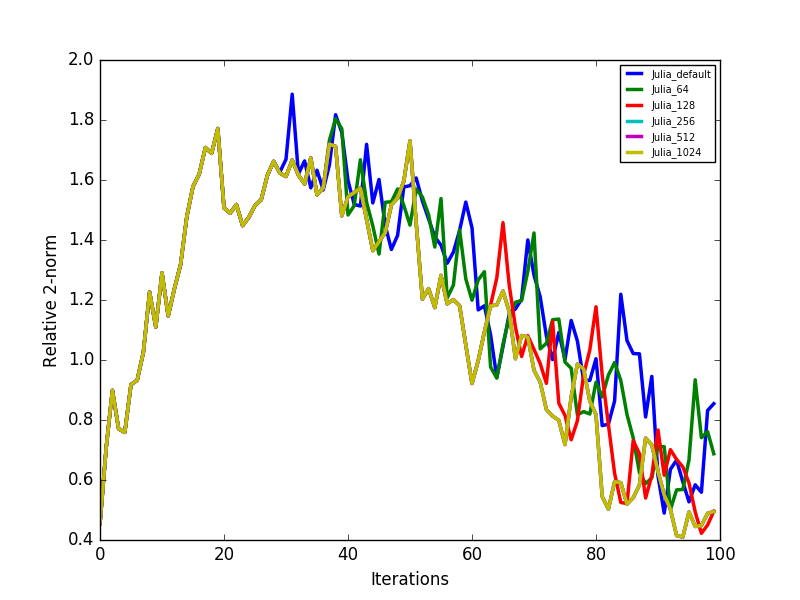 2.0
1.8
1.6
1.4
1.2
1.0
0.8
0.6
0.4
Relative 2-norm
0 20 40 60 80 100
Iterations
Julia_default
Julia_64
Julia_128
Julia_256
Julia_512
Julia_1024